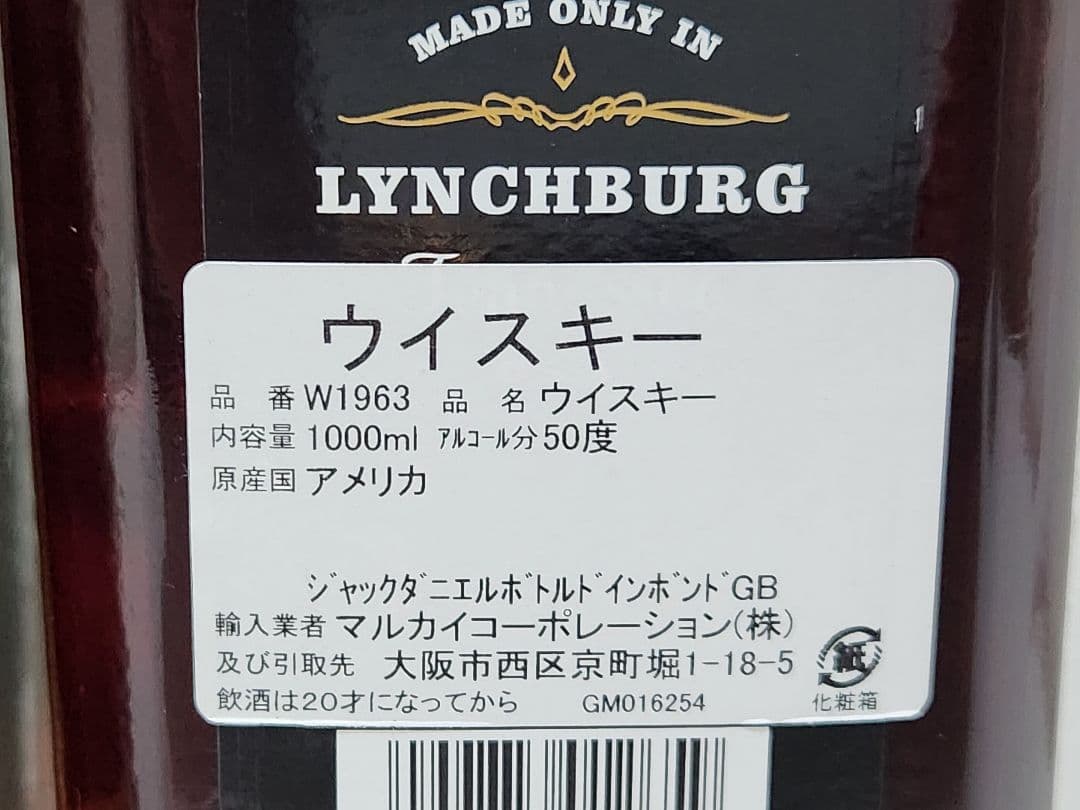 MADE ONLY IN
LYNCHBURG
ウイスキー
品 番 W1963 品 名 ウイスキー
内容量 1000ml ｱﾙｺｰﾙ分50度
原産国 アメリカ
ｼﾞｬｯｸﾀﾞﾆｴﾙﾎﾞﾄﾙﾄﾞｲﾝﾎﾞﾝﾄﾞGB
輸入業者 マルカイコーポレーション(株)
及び引取先 大阪市西区京町堀1-18-5
飲酒は20才になってから GM016254
紙
化粧箱